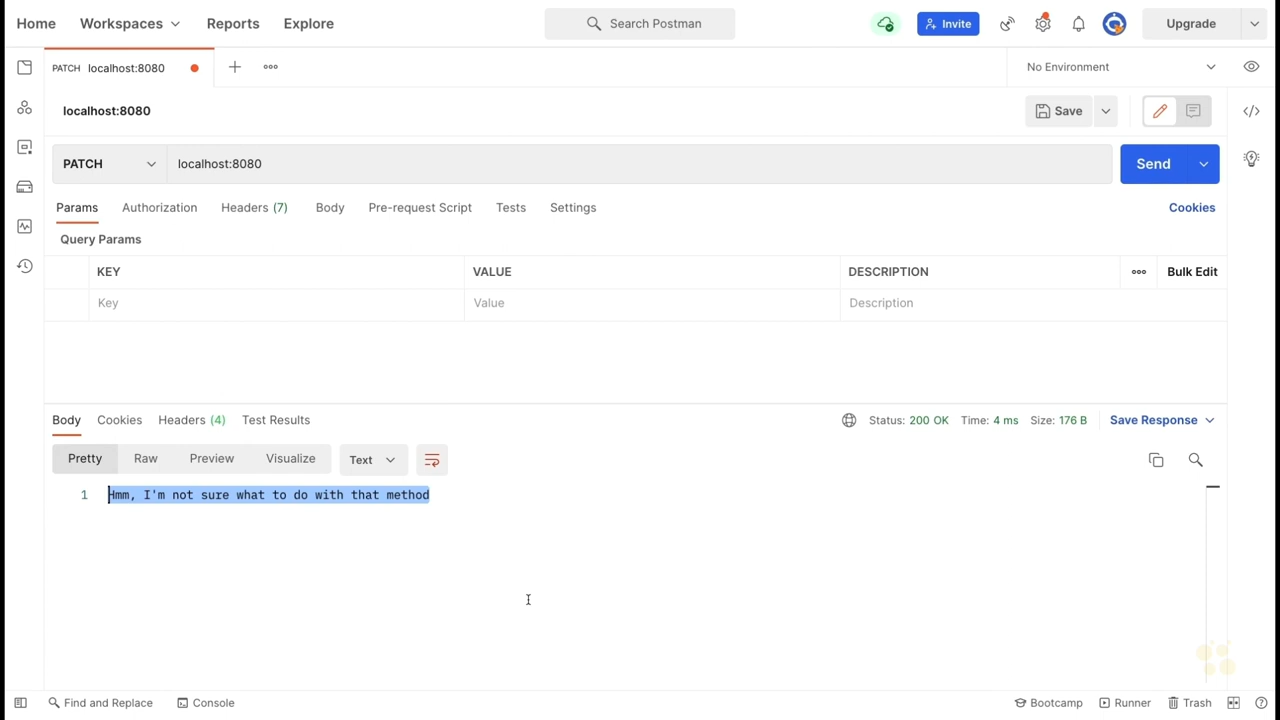 Home Workspaces Reports Explore Search Postman Invite Upgrade
PATCH localhost:8080 No Environment
localhost:8080 Save
PATCH localhost:8080 Send
Params Authorization Headers (7) Body Pre-request Script Tests Settings Cookies
Query Params
KEY VALUE DESCRIPTION Bulk Edit
Key Value Description
Body Cookies Headers (4) Test Results Status: 200 OK Time: 4 ms Size: 176 B Save Response
Pretty Raw Preview Visualize Text
1 Hmm, I'm not sure what to do with that method
Find and Replace Console Bootcamp Runner Trash